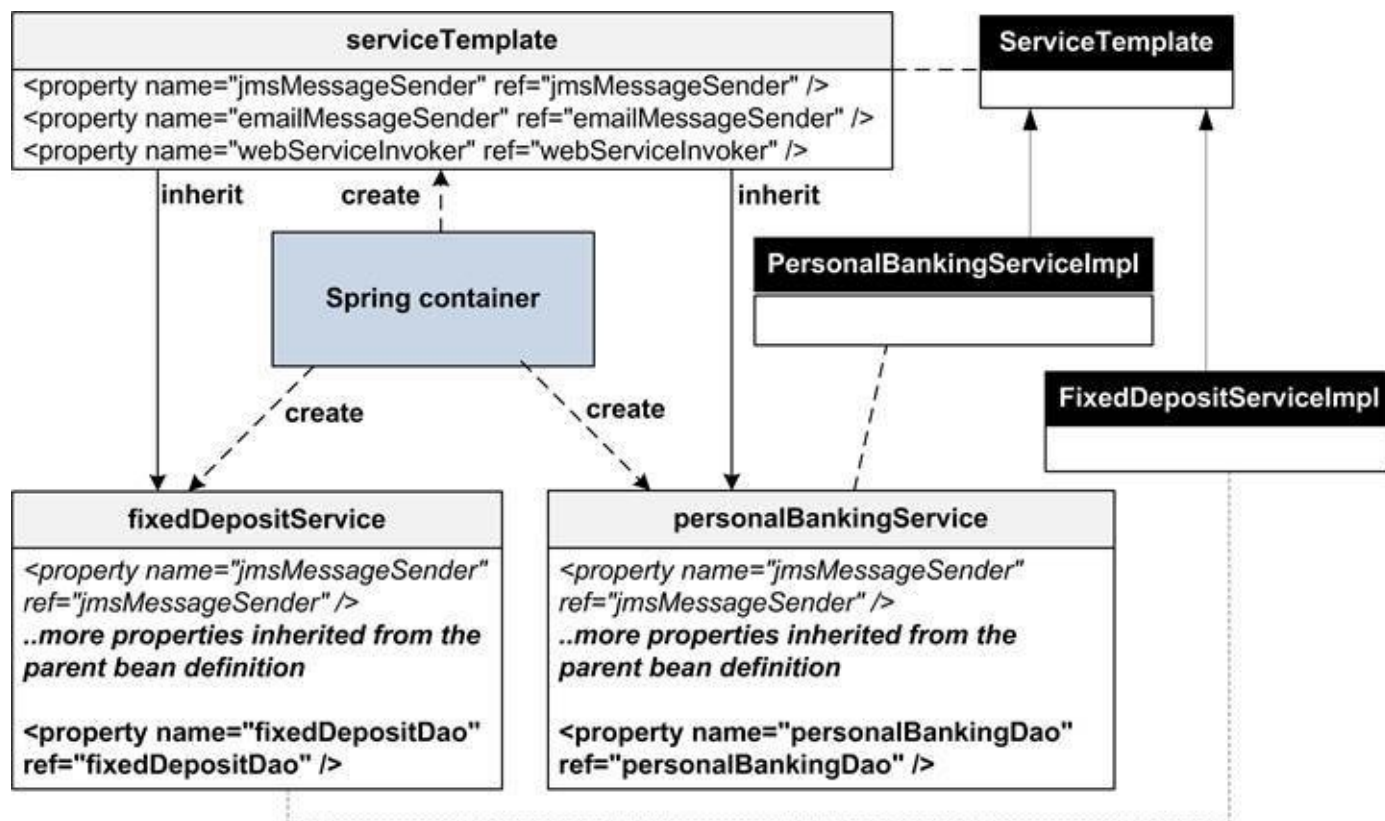 serviceTemplate
<property name="jmsMessageSender" ref="jmsMessageSender" />
<property name="emailMessageSender" ref="emailMessageSender" />
<property name="webServiceInvoker" ref="webServiceInvoker" />
ServiceTemplate
inherit
create
inherit
Spring container
PersonalBankingServiceImpl
FixedDepositServiceImpl
create
create
fixedDepositService
<property name="jmsMessageSender"
ref="jmsMessageSender" />
..more properties inherited from the
parent bean definition
<property name="fixedDepositDao"
ref="fixedDepositDao" />
personalBankingService
<property name="jmsMessageSender"
ref="jmsMessageSender" />
..more properties inherited from the
parent bean definition
<property name="personalBankingDao"
ref="personalBankingDao" />